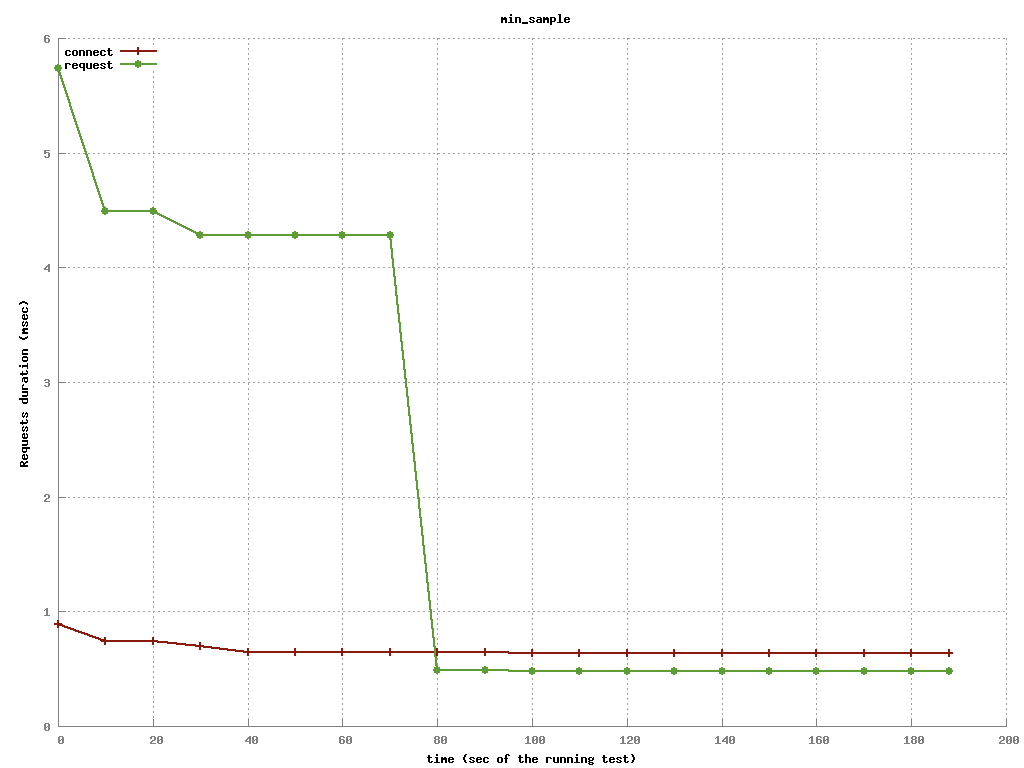 min_sample
connect
request
6
5
4
3
2
1
0
Requests duration (msec)
0 20 40 60 80 100 120 140 160 180 200
time (sec of the running test)